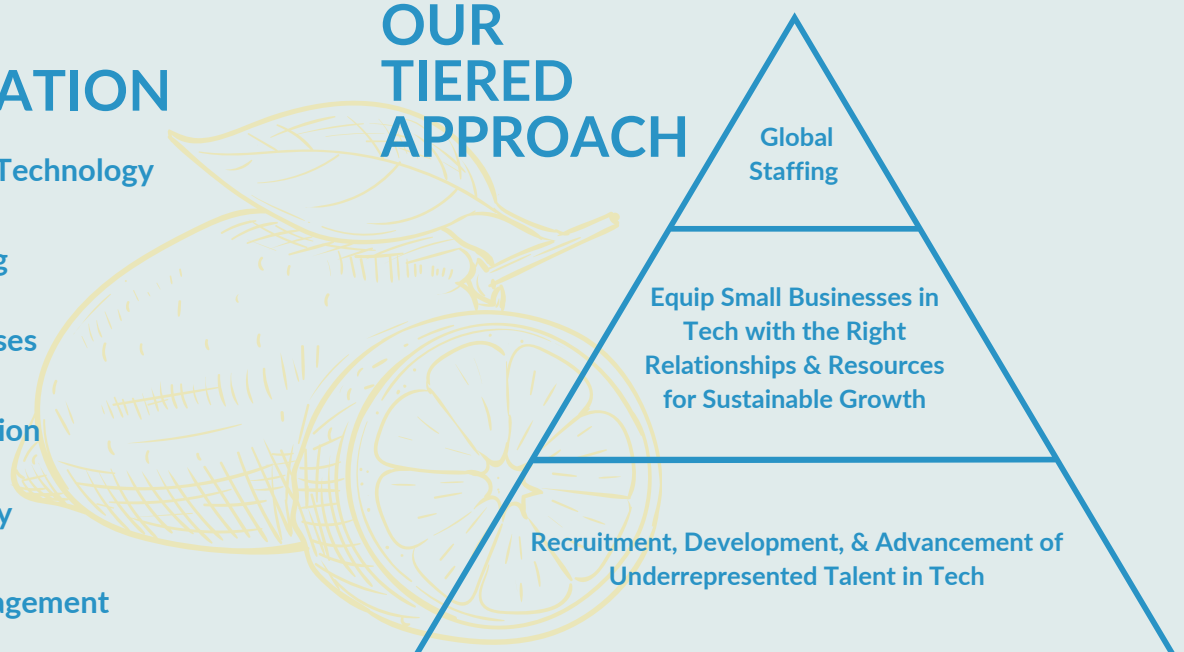 ATION
Technology
g
ses
ion
y
agement
OUR
TIERED
APPROACH
Global
Staffing
Equip Small Businesses in
Tech with the Right
Relationships & Resources
for Sustainable Growth
Recruitment, Development, & Advancement of
Underrepresented Talent in Tech